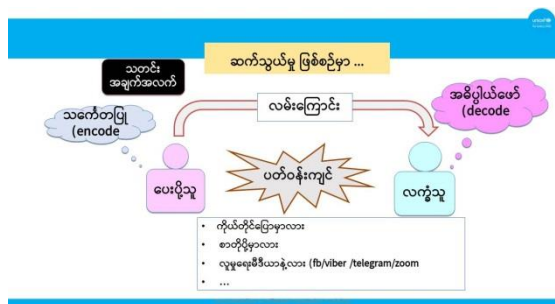 unicef
ဆက်သွယ်မှု ဖြစ်စဉ်မှာ ...
သတင်း
အချက်အလက်
လမ်းကြောင်း
အဓိပ္ပါယ်ဖော်
(decode
သင်္ကေတပြု
(encode
ပတ်ဝန်းကျင်
ပေးပို့သူ
လက်ခံသူ
• ကိုယ်တိုင်ပြောမှာလား
• စာတိုပို့မှာလား
• လူမှုရေးမီဒီယာနဲ့လား (fb/viber /telegram/zoom
• ...